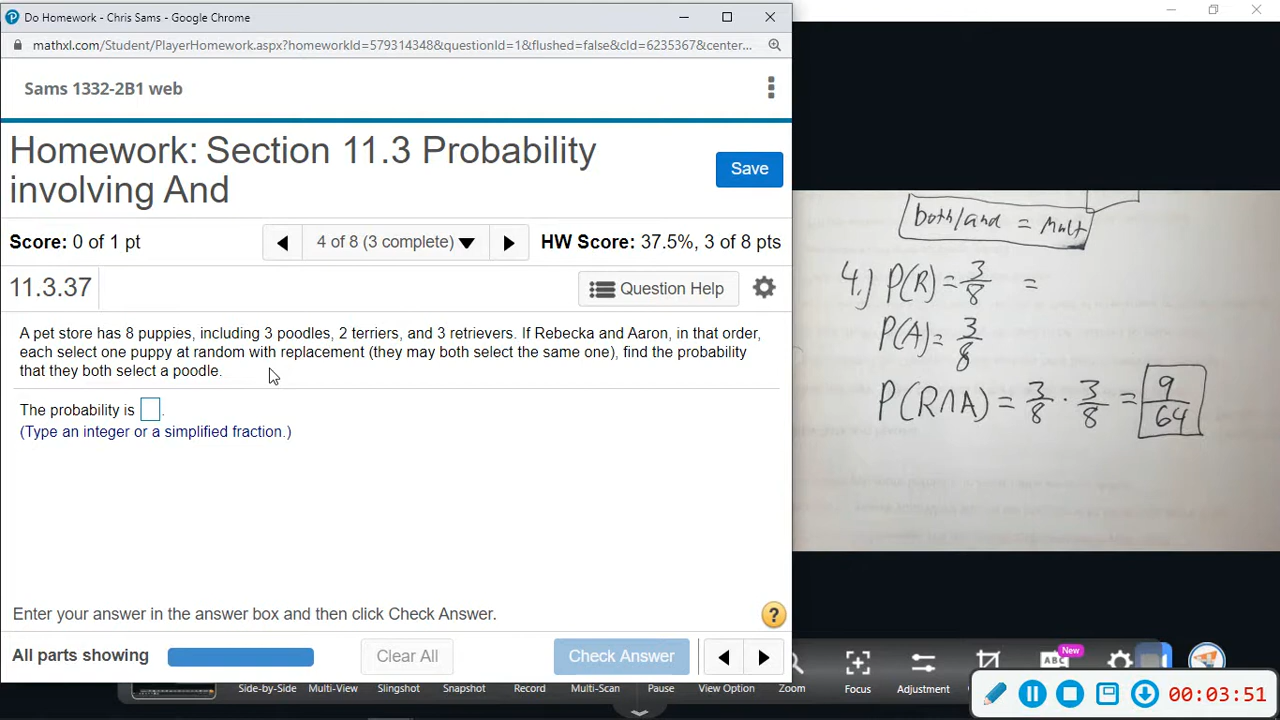 Do Homework - Chris Sams - Google Chrome
mathxl.com/Student/PlayerHomework.aspx?homeworkId=579314348&questionId=1&flushed=false&cId=6235367&center...
Sams 1332-2B1 web
Homework: Section 11.3 Probability
involving And
Save
Score: 0 of 1 pt
4 of 8 (3 complete)
HW Score: 37.5%, 3 of 8 pts
11.3.37
Question Help
A pet store has 8 puppies, including 3 poodles, 2 terriers, and 3 retrievers. If Rebecka and Aaron, in that order,
each select one puppy at random with replacement (they may both select the same one), find the probability
that they both select a poodle.
The probability is .
(Type an integer or a simplified fraction.)
Enter your answer in the answer box and then click Check Answer.
?
All parts showing
Clear All
Check Answer
both/and = Mult
4.) P(R) = 3/8 =
P(A) = 3/8
P(R∩A) = 3/8 · 3/8 = 9/64
New
ABC
Side-by-Side Multi-View Slingshot Snapshot Record Multi-Scan Pause View Option Zoom Focus Adjustment
00:03:51